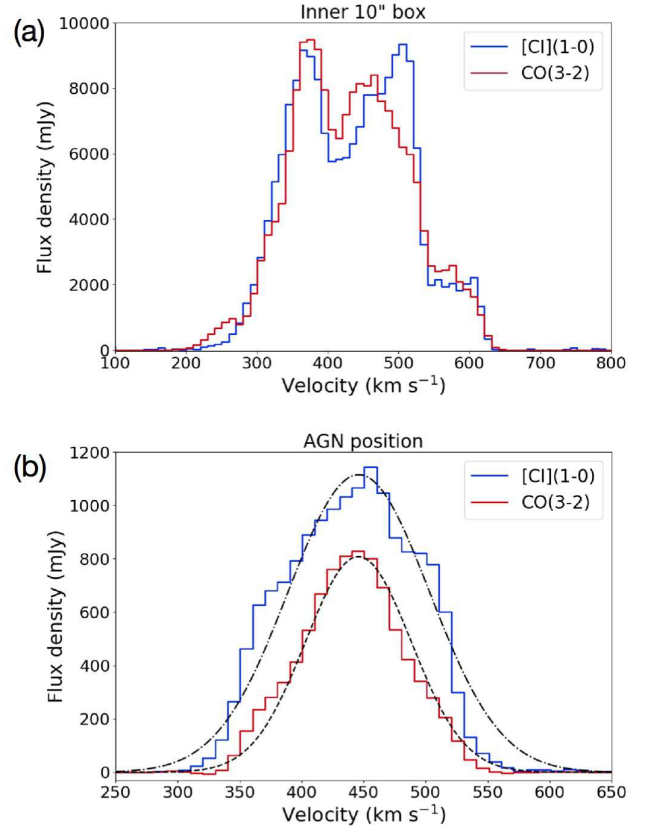 (a)
Inner 10" box
10000
8000
6000
4000
2000
0
Flux density (mJy)
[CI](1-0)
CO(3-2)
100 200 300 400 500 600 700 800
Velocity (km s⁻¹)
(b)
AGN position
1200
1000
800
600
400
200
0
Flux density (mJy)
[CI](1-0)
CO(3-2)
250 300 350 400 450 500 550 600 650
Velocity (km s⁻¹)